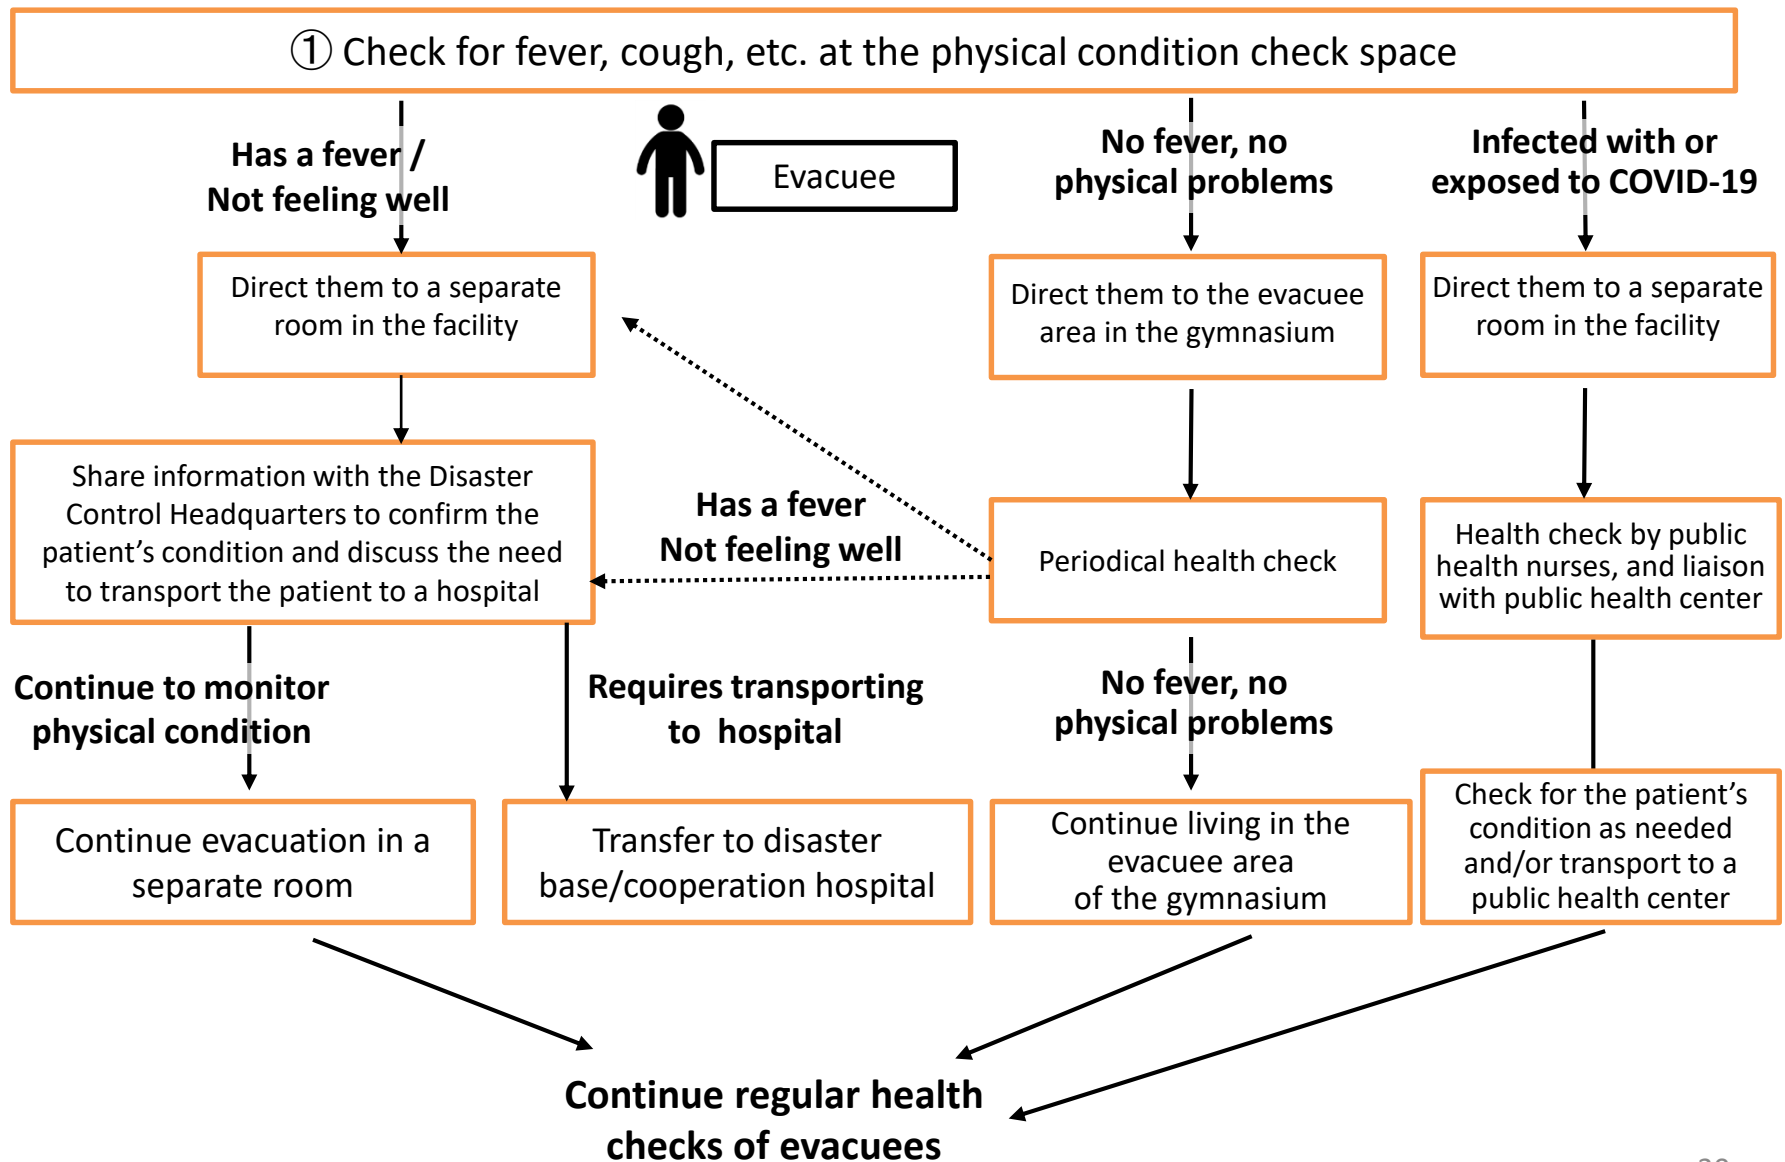 ① Check for fever, cough, etc. at the physical condition check space
Has a fever /
Not feeling well
Evacuee
No fever, no
physical problems
Infected with or
exposed to COVID-19
Direct them to a separate
room in the facility
Direct them to the evacuee
area in the gymnasium
Direct them to a separate
room in the facility
Share information with the Disaster
Control Headquarters to confirm the
patient's condition and discuss the need
to transport the patient to a hospital
Has a fever
Not feeling well
Periodical health check
Health check by public
health nurses, and liaison
with public health center
Continue to monitor
physical condition
Requires transporting
to hospital
No fever, no
physical problems
Continue evacuation in a
separate room
Transfer to disaster
base/cooperation hospital
Continue living in the
evacuee area
of the gymnasium
Check for the patient's
condition as needed
and/or transport to a
public health center
Continue regular health
checks of evacuees